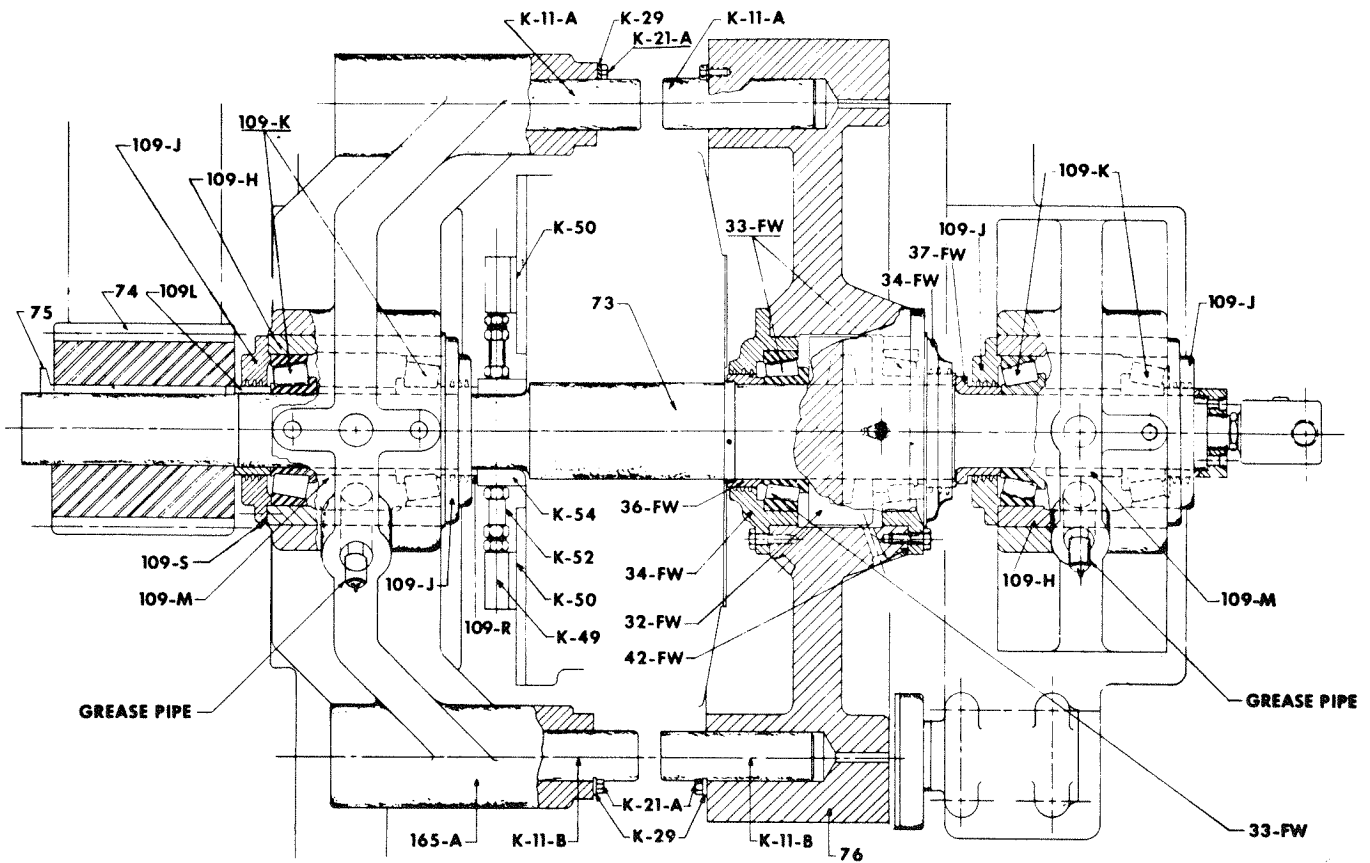 K-11-A
K-29
K-21-A
K-11-A
109-K
109-J
109-H
109-K
K-50
33-FW
109-J
37-FW
34-FW
109-J
75
74
109L
73
36-FW
K-54
34-FW
K-52
109-S
109-J
K-50
109-H
109-M
109-M
32-FW
109-R
K-49
42-FW
GREASE PIPE
GREASE PIPE
K-21-A
165-A
K-11-B
K-29
K-11-B
76
33-FW